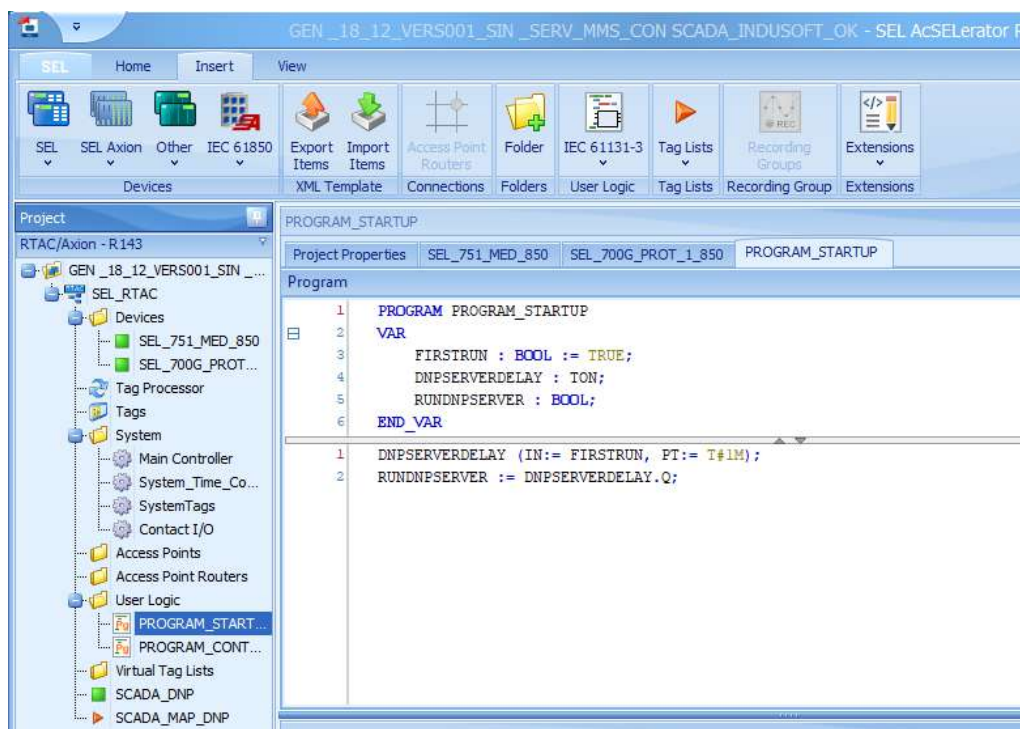 GEN _18_12_VERS001_SIN _SERV_MMS_CON SCADA_INDUSOFT_OK - SEL AcSELerator R
SEL Home Insert View
SEL SEL Axion Other IEC 61850 Export Items Import Items Access Point Routers Folder IEC 61131-3 Tag Lists Recording Groups Extensions
REC
Devices XML Template Connections Folders User Logic Tag Lists Recording Group Extensions
Project
RTAC/Axion - R143
GEN _18_12_VERS001_SIN _...
SEL_RTAC
Devices
SEL_751_MED_850
SEL_700G_PROT...
Tag Processor
Tags
System
Main Controller
System_Time_Co...
SystemTags
Contact I/O
Access Points
Access Point Routers
User Logic
PROGRAM_START...
PROGRAM_CONT...
Virtual Tag Lists
SCADA_DNP
SCADA_MAP_DNP
PROGRAM_STARTUP
Project Properties SEL_751_MED_850 SEL_700G_PROT_1_850 PROGRAM_STARTUP
Program
1 PROGRAM PROGRAM_STARTUP
2 VAR
3 FIRSTRUN : BOOL := TRUE;
4 DNPSERVERDELAY : TON;
5 RUNDNPSERVER : BOOL;
6 END_VAR
1 DNPSERVERDELAY (IN:= FIRSTRUN, PT:= T#1M);
2 RUNDNPSERVER := DNPSERVERDELAY.Q;